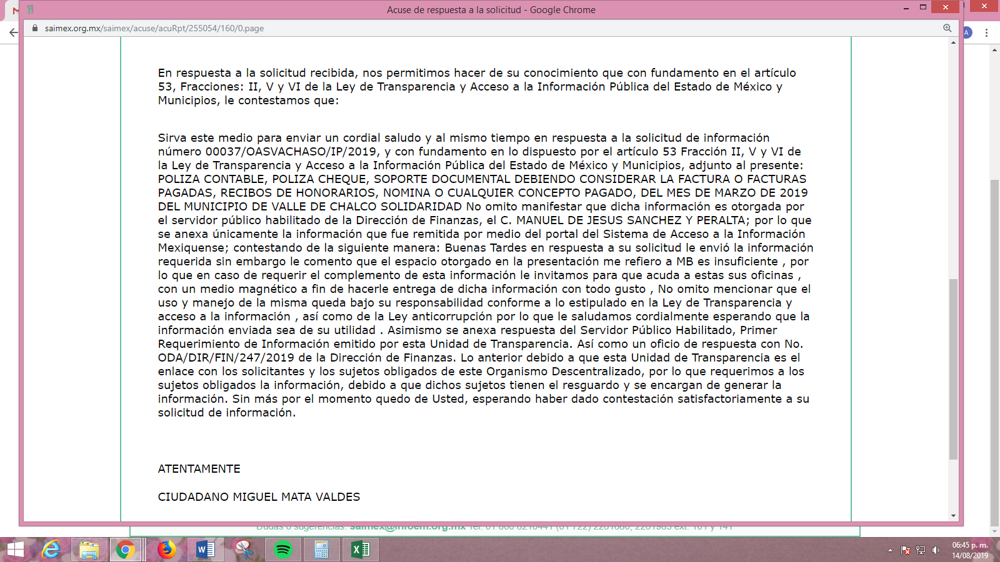 Acuse de respuesta a la solicitud - Google Chrome
saimex.org.mx/saimex/acuse/acuRpt/255054/160/0.page
A
En respuesta a la solicitud recibida, nos permitimos hacer de su conocimiento que con fundamento en el artículo
53, Fracciones: II, V y VI de la Ley de Transparencia y Acceso a la Información Pública del Estado de México y
Municipios, le contestamos que:
Sirva este medio para enviar un cordial saludo y al mismo tiempo en respuesta a la solicitud de información
número 00037/OASVACHASO/IP/2019, y con fundamento en lo dispuesto por el artículo 53 Fracción II, V y VI de
la Ley de Transparencia y Acceso a la Información Pública del Estado de México y Municipios, adjunto al presente:
POLIZA CONTABLE, POLIZA CHEQUE, SOPORTE DOCUMENTAL DEBIENDO CONSIDERAR LA FACTURA O FACTURAS
PAGADAS, RECIBOS DE HONORARIOS, NOMINA O CUALQUIER CONCEPTO PAGADO, DEL MES DE MARZO DE 2019
DEL MUNICIPIO DE VALLE DE CHALCO SOLIDARIDAD No omito manifestar que dicha información es otorgada por
el servidor público habilitado de la Dirección de Finanzas, el C. MANUEL DE JESUS SANCHEZ Y PERALTA; por lo que
se anexa únicamente la información que fue remitida por medio del portal del Sistema de Acceso a la Información
Mexiquense; contestando de la siguiente manera: Buenas Tardes en respuesta a su solicitud le envió la información
requerida sin embargo le comento que el espacio otorgado en la presentación me refiero a MB es insuficiente , por
lo que en caso de requerir el complemento de esta información le invitamos para que acuda a estas sus oficinas ,
con un medio magnético a fin de hacerle entrega de dicha información con todo gusto , No omito mencionar que el
uso y manejo de la misma queda bajo su responsabilidad conforme a lo estipulado en la Ley de Transparencia y
acceso a la información , así como de la Ley anticorrupción por lo que le saludamos cordialmente esperando que la
información enviada sea de su utilidad . Asimismo se anexa respuesta del Servidor Público Habilitado, Primer
Requerimiento de Información emitido por esta Unidad de Transparencia. Así como un oficio de respuesta con No.
ODA/DIR/FIN/247/2019 de la Dirección de Finanzas. Lo anterior debido a que esta Unidad de Transparencia es el
enlace con los solicitantes y los sujetos obligados de este Organismo Descentralizado, por lo que requerimos a los
sujetos obligados la información, debido a que dichos sujetos tienen el resguardo y se encargan de generar la
información. Sin más por el momento quedo de Usted, esperando haber dado contestación satisfactoriamente a su
solicitud de información.
ATENTAMENTE
CIUDADANO MIGUEL MATA VALDES
Dudas o sugerencias: saimex@infoem.org.mx Tel. 01 800 8210441 (01 722) 2261980, 2261983 ext. 101 y 141
06:45 p. m.
14/08/2019